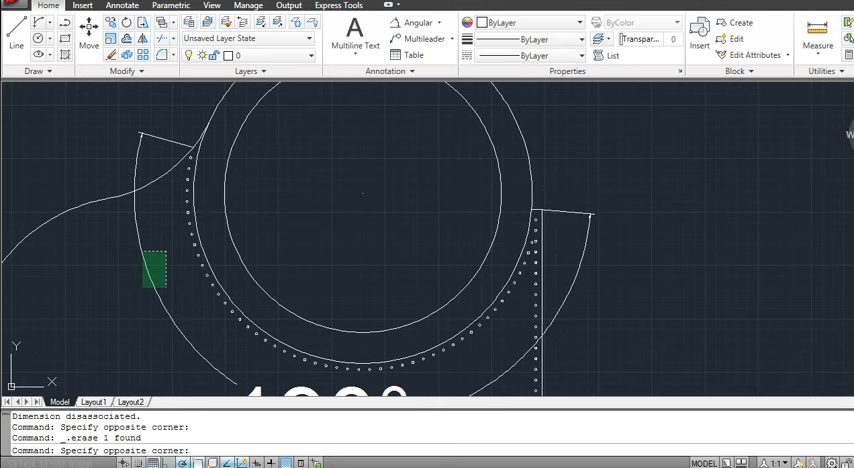 Home Insert Annotate Parametric View Manage Output Express Tools
Line
Move
Unsaved Layer State
0
Multiline Text
Angular
Multileader
Table
ByLayer
ByLayer
ByLayer
ByColor
Transpar... 0
List
Insert
Create
Edit
Edit Attributes
Measure
Draw Modify Layers Annotation Properties Block Utilities
W
Y
X
Model Layout1 Layout2
Dimension disassociated.
Command: Specify opposite corner:
Command: _.erase 1 found
Command: Specify opposite corner:
MODEL 1:1